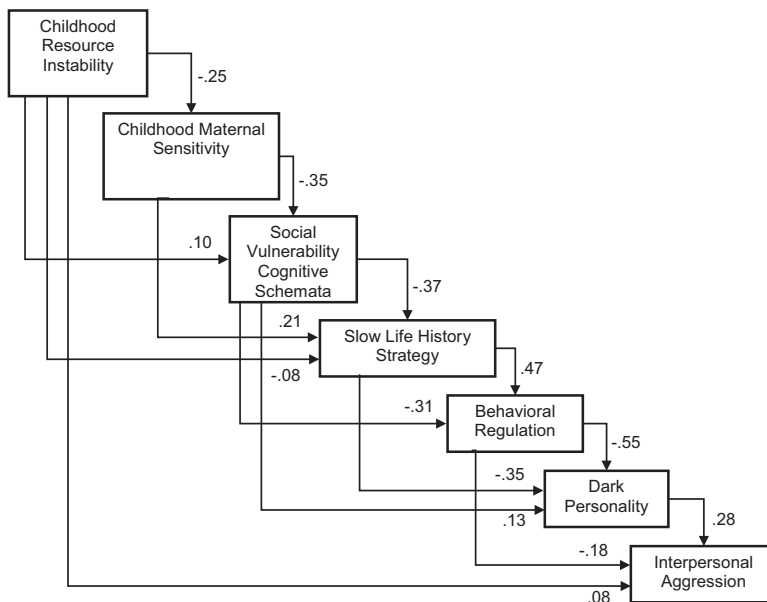 Childhood
Resource
Instability
-.25
Childhood Maternal
Sensitivity
-.35
Social
Vulnerability
Cognitive
Schemata
.10
-.37
.21
Slow Life History
Strategy
-.08
.47
-.31
Behavioral
Regulation
-.55
-.35
Dark
Personality
.13
.28
-.18
Interpersonal
Aggression
.08